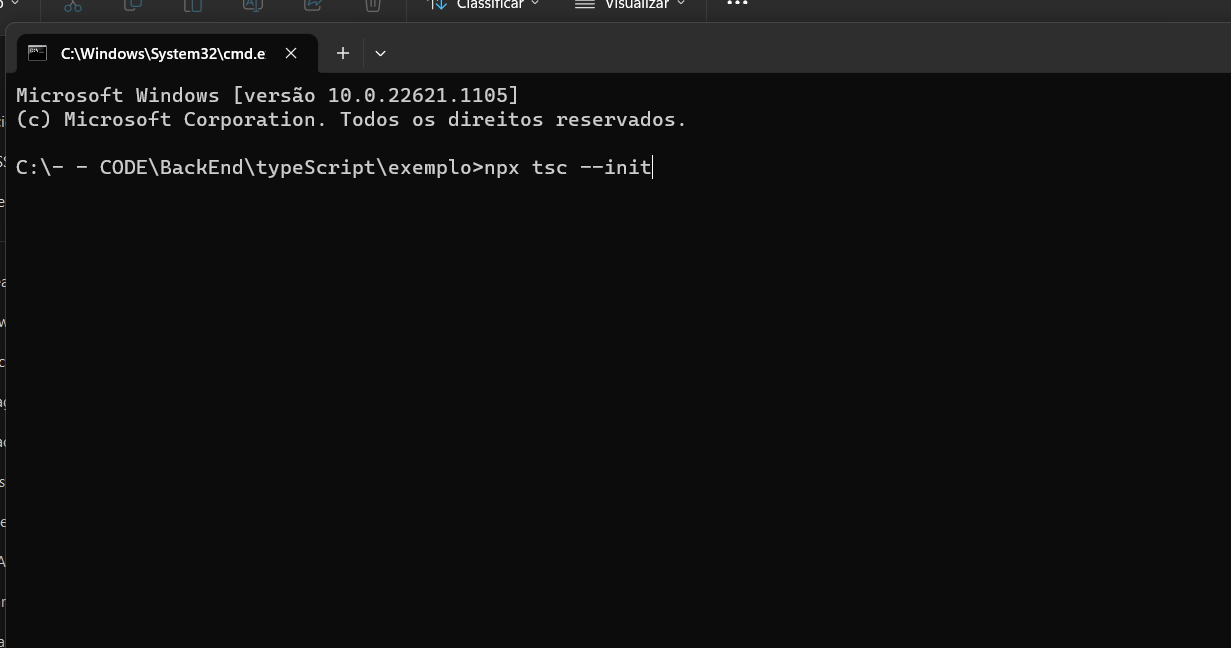 Classificar
Visualizar
C:\Windows\System32\cmd.e
Microsoft Windows [versão 10.0.22621.1105]
(c) Microsoft Corporation. Todos os direitos reservados.
C:\- - CODE\BackEnd\typeScript\exemplo>npx tsc --init